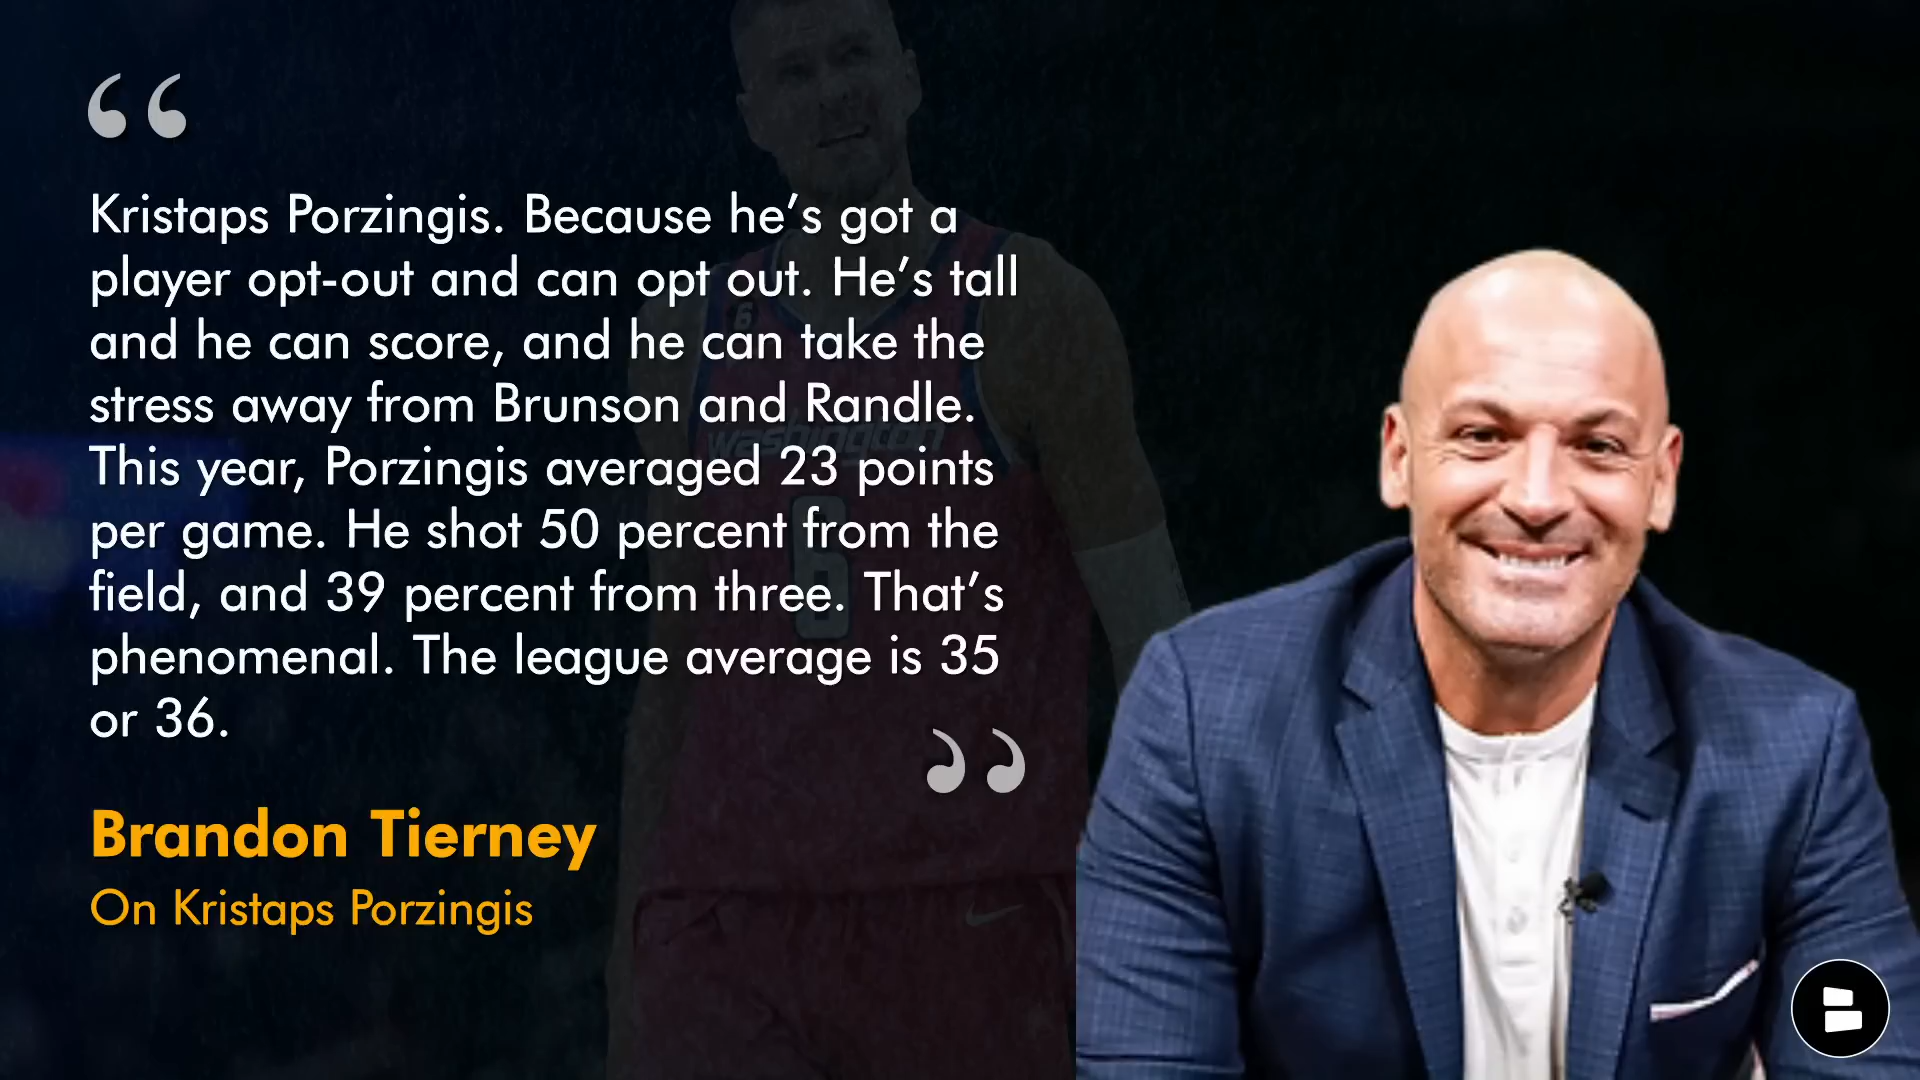 “
Kristaps Porzingis. Because he’s got a
player opt-out and can opt out. He’s tall
and he can score, and he can take the
stress away from Brunson and Randle.
This year, Porzingis averaged 23 points
per game. He shot 50 percent from the
field, and 39 percent from three. That’s
phenomenal. The league average is 35
or 36.
”
Brandon Tierney
On Kristaps Porzingis
6
washington
6